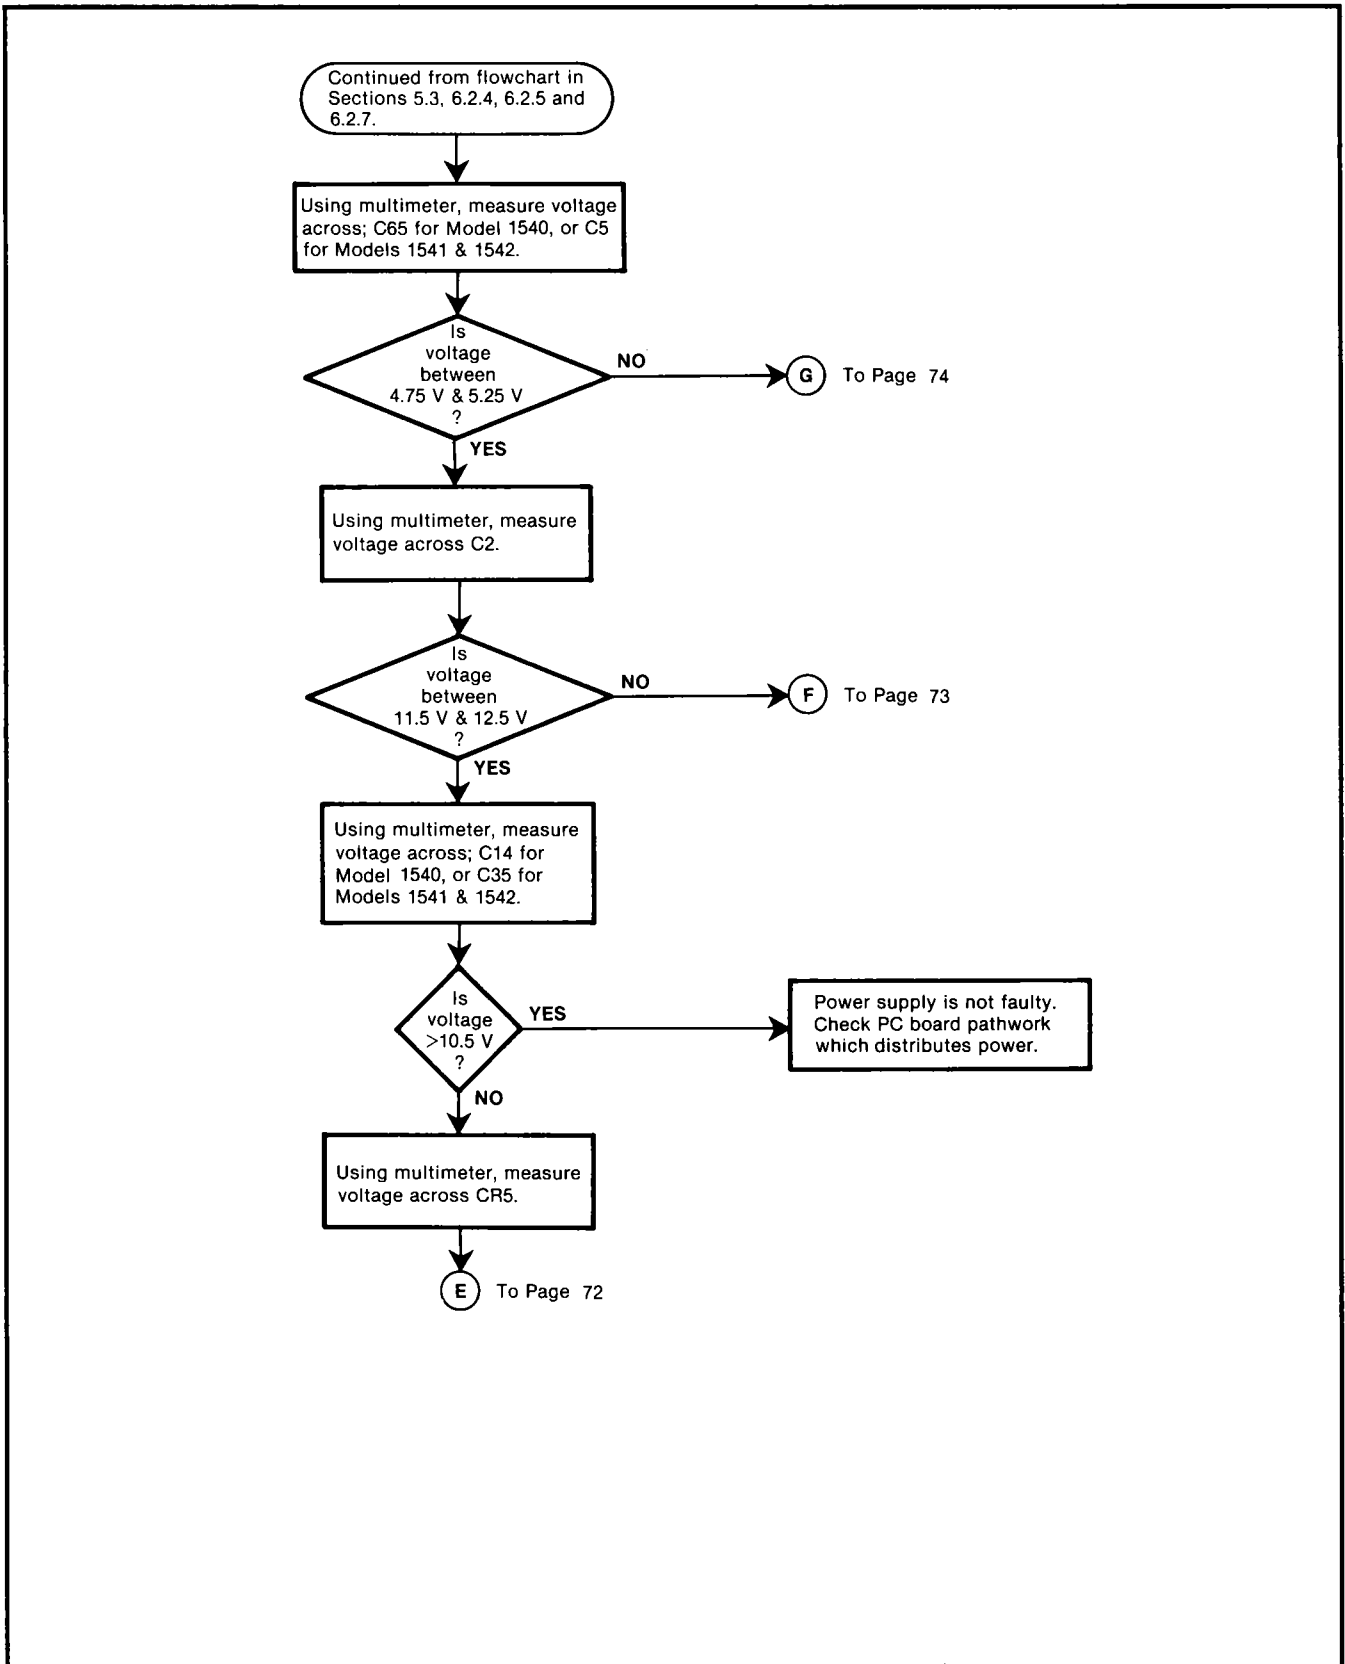 Continued from flowchart in
Sections 5.3, 6.2.4, 6.2.5 and
6.2.7.
Using multimeter, measure voltage
across; C65 for Model 1540, or C5
for Models 1541 & 1542.
Is
voltage
between
4.75 V & 5.25 V
?
NO
G To Page 74
YES
Using multimeter, measure
voltage across C2.
Is
voltage
between
11.5 V & 12.5 V
?
NO
F To Page 73
YES
Using multimeter, measure
voltage across; C14 for
Model 1540, or C35 for
Models 1541 & 1542.
Is
voltage
>10.5 V
?
YES
Power supply is not faulty.
Check PC board pathwork
which distributes power.
NO
Using multimeter, measure
voltage across CR5.
E To Page 72